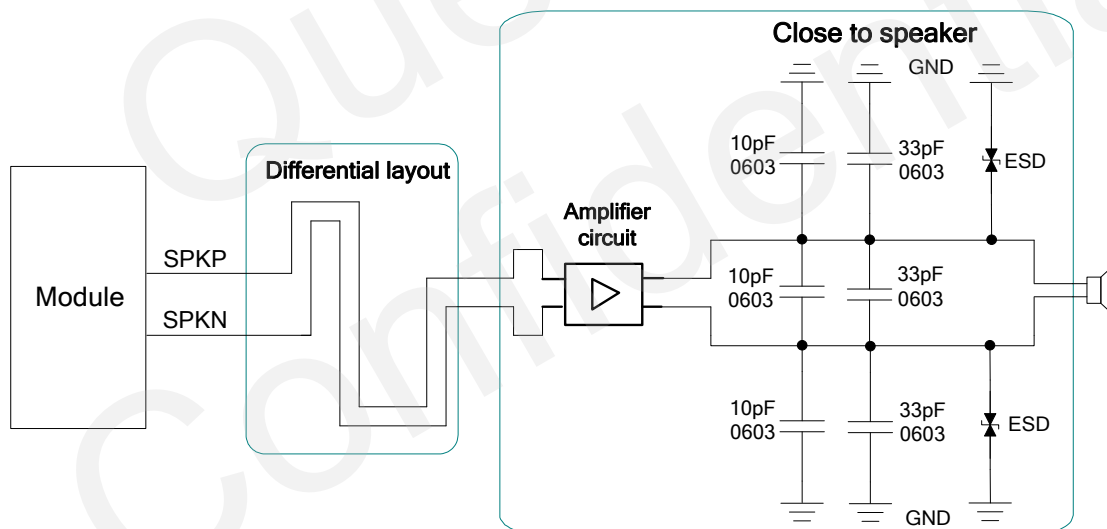 Close to speaker
GND
10pF
0603
33pF
0603
ESD
Differential layout
Amplifier
circuit
SPKP
Module
SPKN
10pF
0603
33pF
0603
10pF
0603
33pF
0603
ESD
GND
Confidential